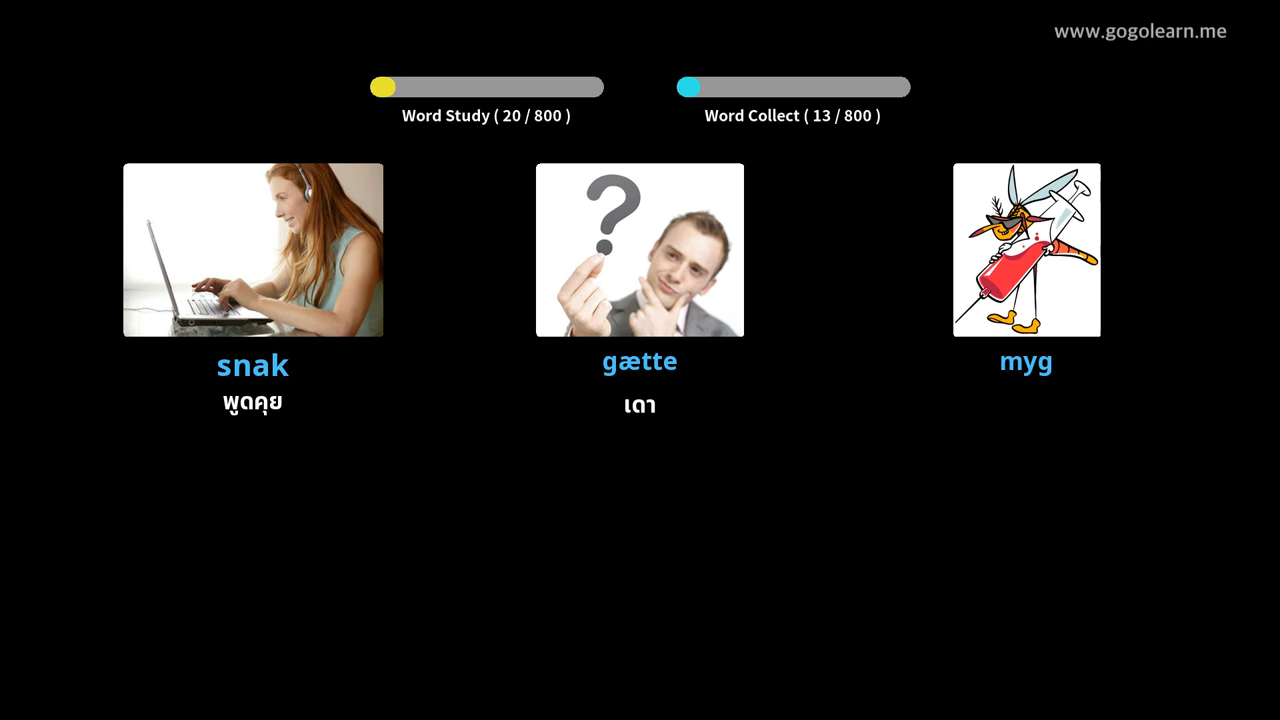 www.gogolearn.me
Word Study ( 20 / 800 )
Word Collect ( 13 / 800 )
snak
พูดคุย
gætte
เดา
myg